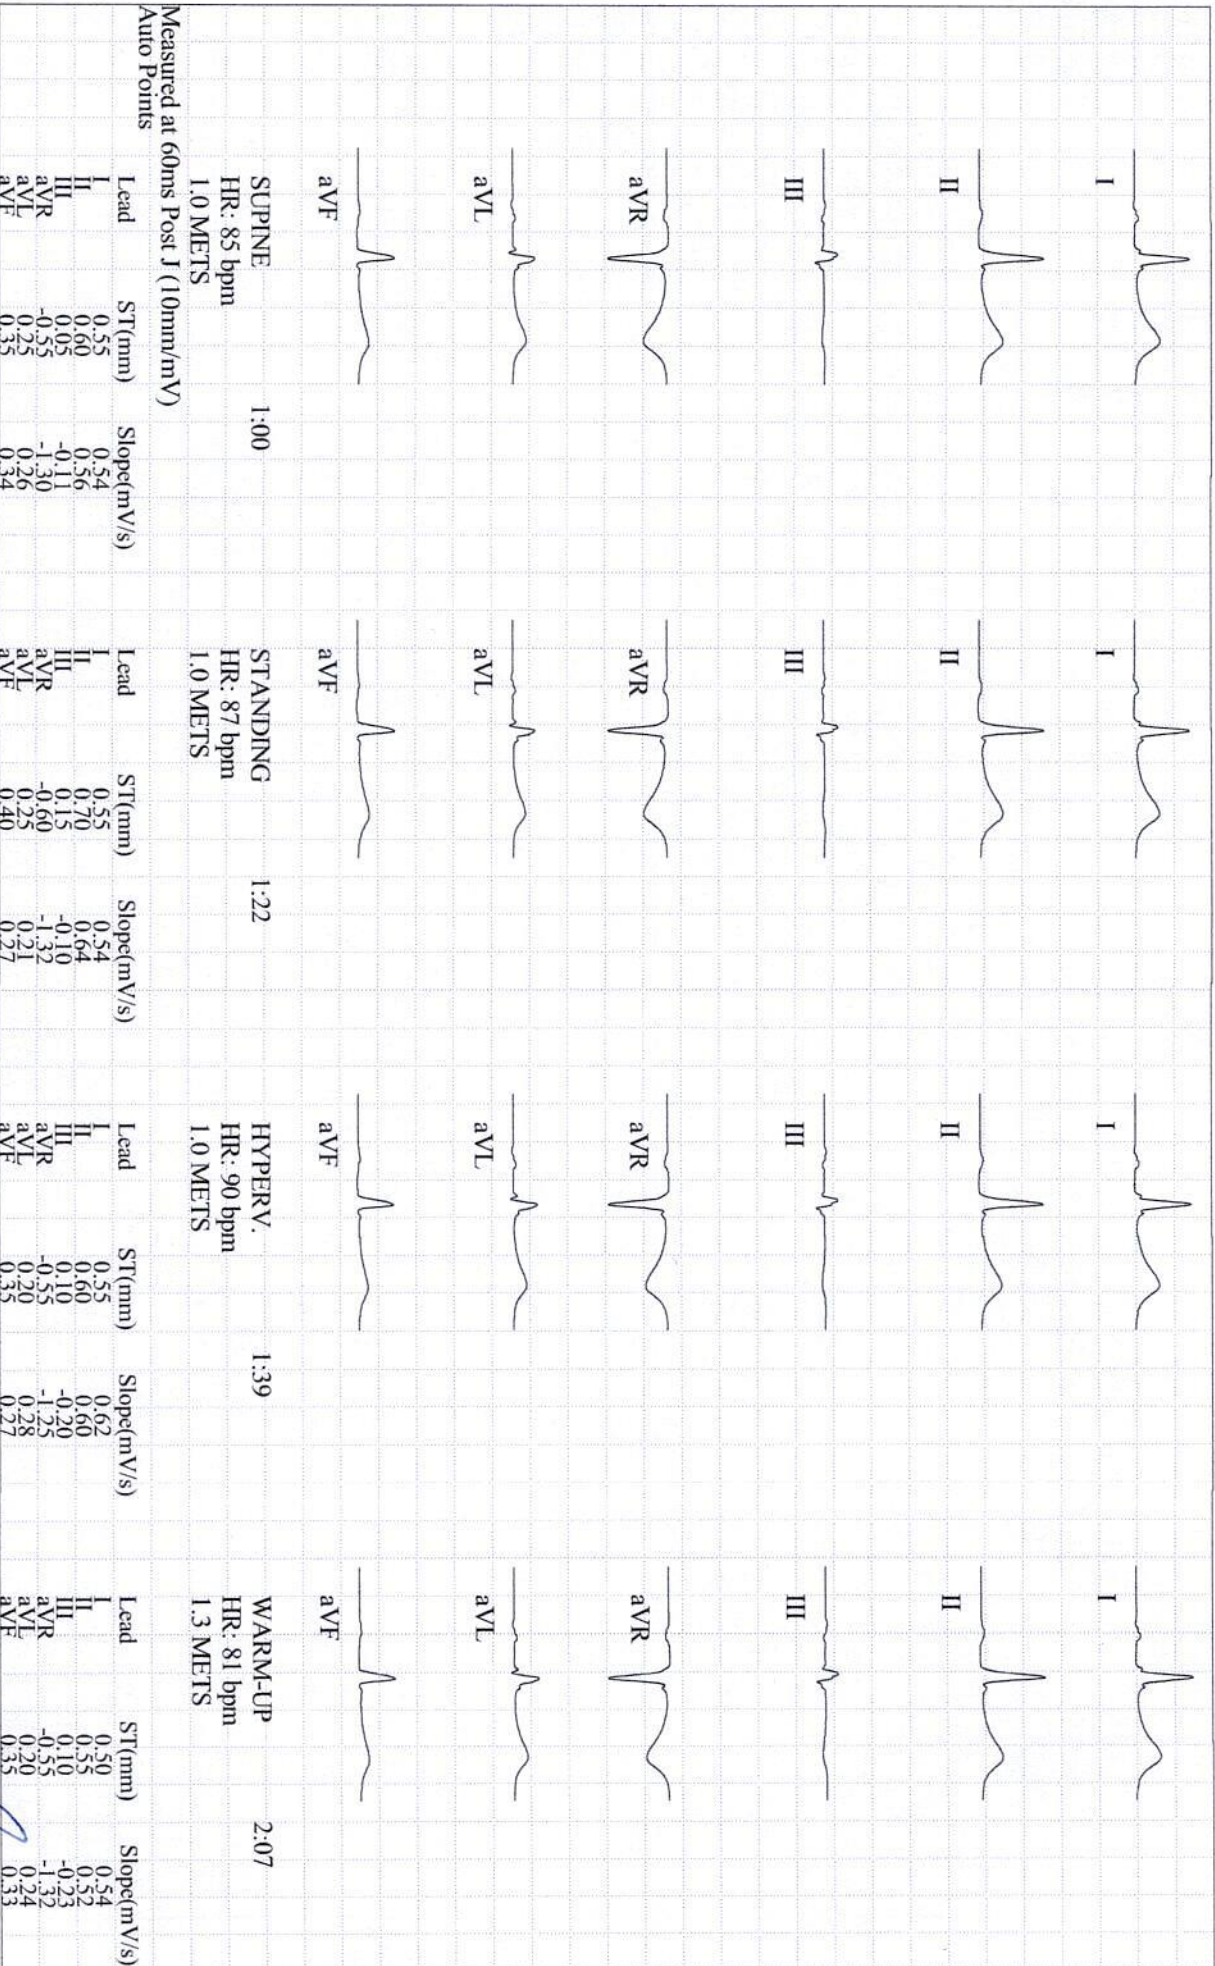 I I I I
II II II II
III III III III
aVR aVR aVR aVR
aVL aVL aVL aVL
aVF aVF aVF aVF
SUPINE 1:00 STANDING 1:22 HYPERV. 1:39 WARM-UP 2:07
HR: 85 bpm HR: 87 bpm HR: 90 bpm HR: 81 bpm
1.0 METS 1.0 METS 1.0 METS 1.3 METS
Measured at 60ms Post J (10mm/mV)
Auto Points
Lead ST(mm) Slope(mV/s) Lead ST(mm) Slope(mV/s) Lead ST(mm) Slope(mV/s) Lead ST(mm) Slope(mV/s)
I 0.55 0.54 I 0.55 0.54 I 0.55 0.62 I 0.50 0.54
II 0.60 0.56 II 0.70 0.64 II 0.60 0.60 II 0.55 0.52
III 0.05 -0.11 III 0.15 -0.10 III 0.10 -0.20 III 0.10 -0.23
aVR -0.55 -1.30 aVR -0.60 -1.32 aVR -0.55 -1.25 aVR -0.55 -1.32
aVL 0.25 0.26 aVL 0.25 0.21 aVL 0.20 0.28 aVL 0.20 0.24
aVF 0.35 0.34 aVF 0.40 0.27 aVF 0.35 0.27 aVF 0.35 0.33